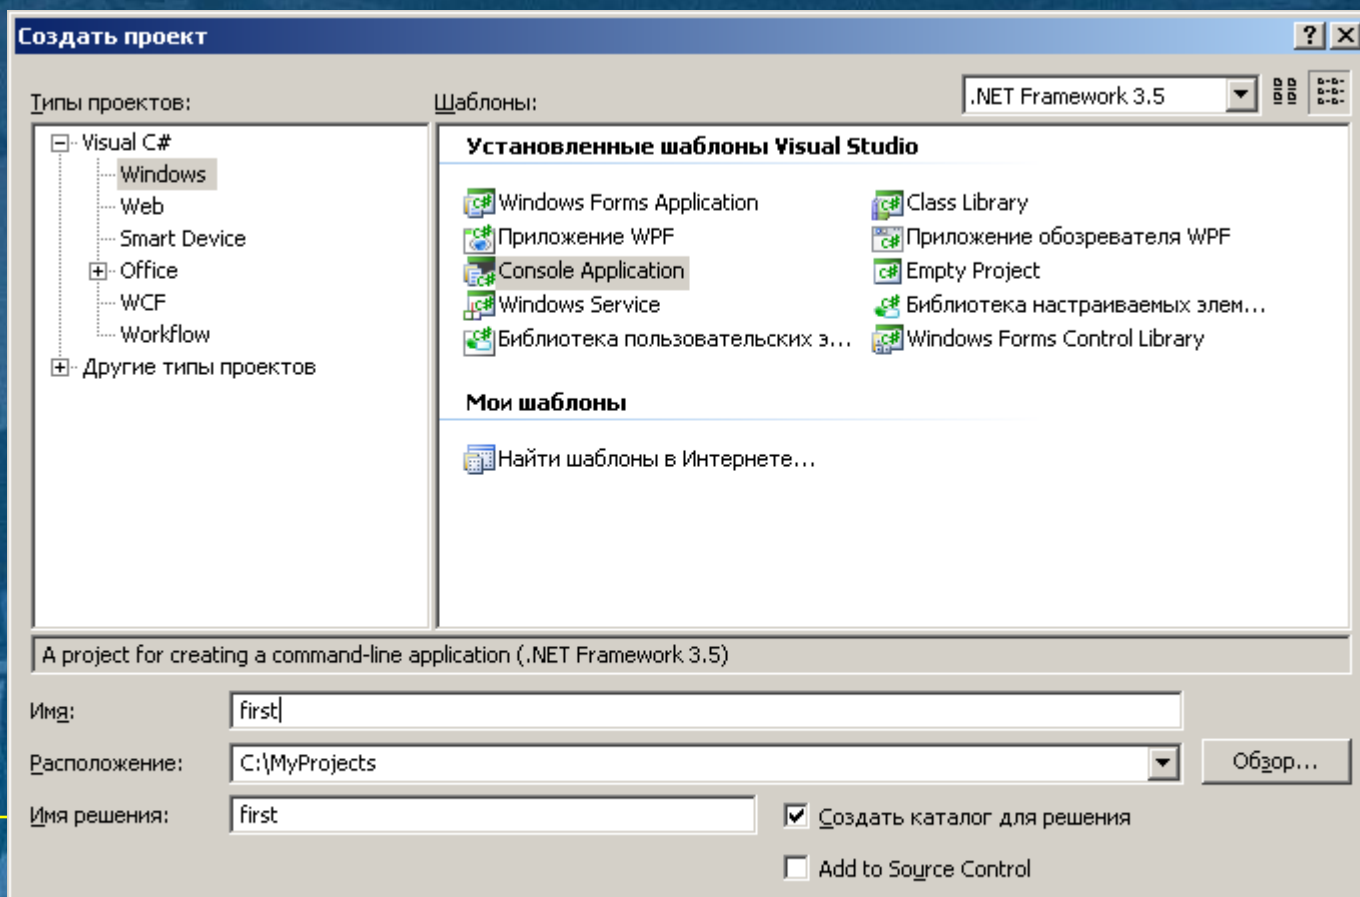 Создать проект
Типы проектов:
Шаблоны:
.NET Framework 3.5
Visual C#
Windows
Web
Smart Device
Office
WCF
Workflow
Другие типы проектов
Установленные шаблоны Visual Studio
Windows Forms Application
Class Library
Приложение WPF
Приложение обозревателя WPF
Console Application
Empty Project
Windows Service
Библиотека настраиваемых элем...
Библиотека пользовательских э...
Windows Forms Control Library
Мои шаблоны
Найти шаблоны в Интернете...
A project for creating a command-line application (.NET Framework 3.5)
Имя:
first
Расположение:
C:\MyProjects
Обзор...
Имя решения:
first
Создать каталог для решения
Add to Source Control